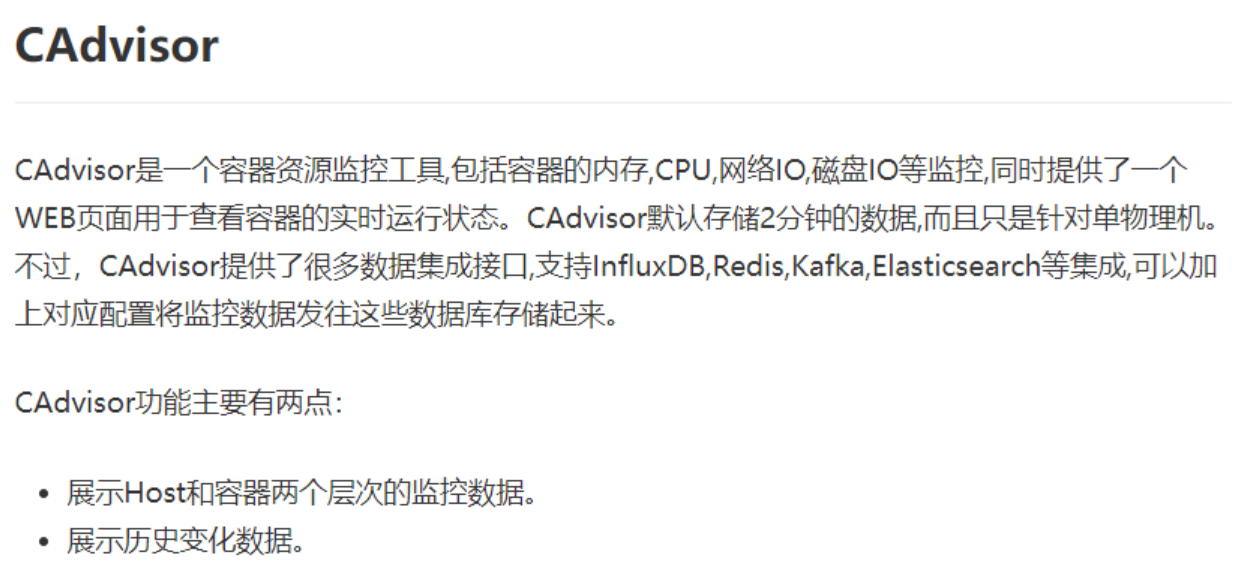 CAdvisor
CAdvisor是一个容器资源监控工具,包括容器的内存,CPU,网络IO,磁盘IO等监控,同时提供了一个
WEB页面用于查看容器的实时运行状态。CAdvisor默认存储2分钟的数据,而且只是针对单物理机。
不过，CAdvisor提供了很多数据集成接口,支持InfluxDB,Redis,Kafka,Elasticsearch等集成,可以加
上对应配置将监控数据发往这些数据库存储起来。
CAdvisor功能主要有两点：
• 展示Host和容器两个层次的监控数据。
• 展示历史变化数据。